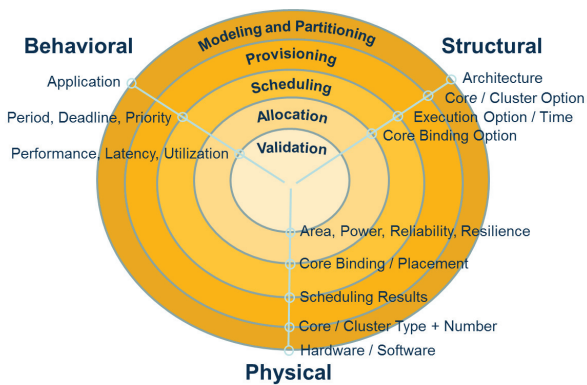 Modeling and Partitioning
Behavioral
Structural
Provisioning
Application
Architecture
Scheduling
Core / Cluster Option
Period, Deadline, Priority
Allocation
Execution Option / Time
Core Binding Option
Performance, Latency, Utilization
Validation
Area, Power, Reliability, Resilience
Core Binding / Placement
Scheduling Results
Core / Cluster Type + Number
Hardware / Software
Physical